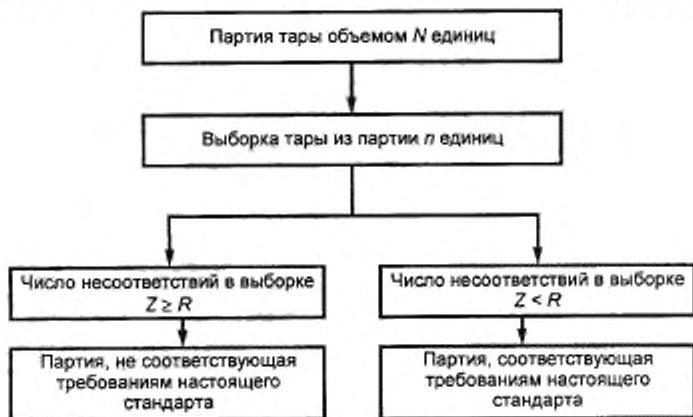 Партия тары объемом N единиц
Выборка тары из партии n единиц
Число несоответствий в выборке
Z ≥ R
Число несоответствий в выборке
Z < R
Партия, не соответствующая
требованиям настоящего
стандарта
Партия, соответствующая
требованиям настоящего
стандарта